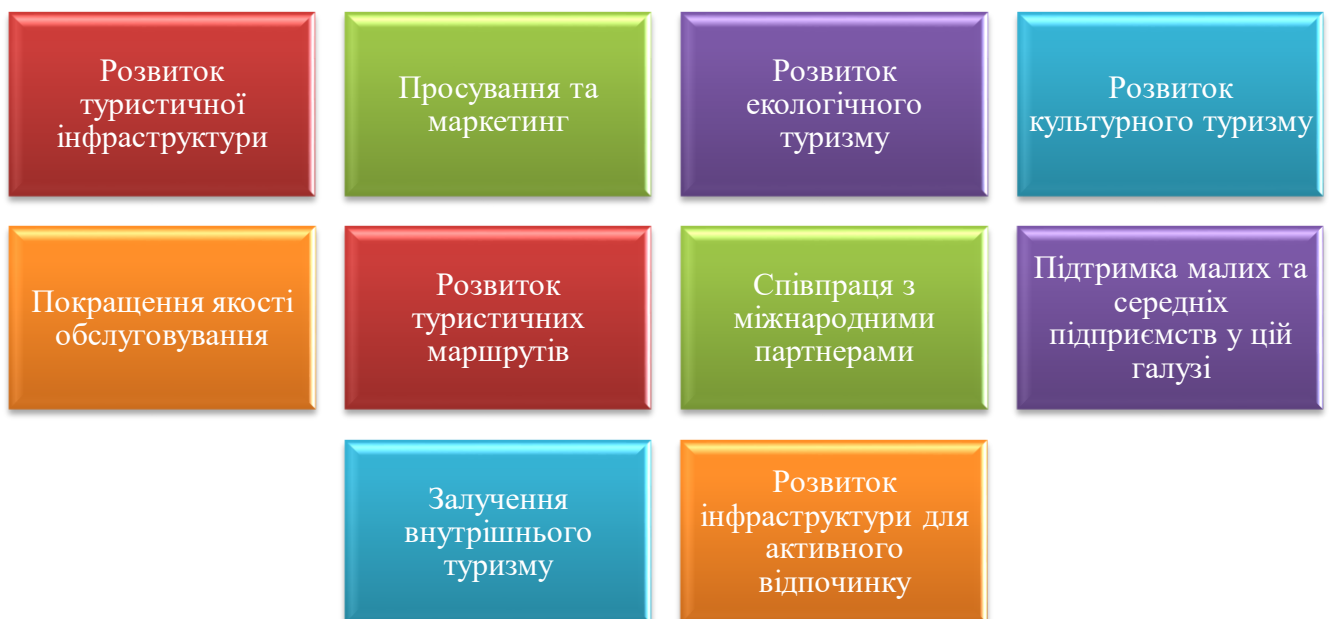 Розвиток
туристичної
інфраструктури
Просування та
маркетинг
Розвиток
екологічного
туризму
Розвиток
культурного туризму
Покращення якості
обслуговування
Розвиток
туристичних
маршрутів
Співпраця з
міжнародними
партнерами
Підтримка малих та
середніх
підприємств у цій
галузі
Залучення
внутрішнього
туризму
Розвиток
інфраструктури для
активного
відпочинку